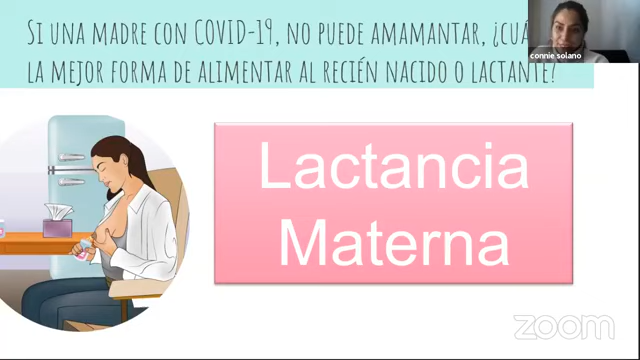 SI UNA MADRE CON COVID-19, NO PUEDE AMAMANTAR,
LA MEJOR FORMA DE ALIMENTAR AL RECIÉN NACIDO O LACTANTE?
connie solano
Lactancia
Materna
zoom